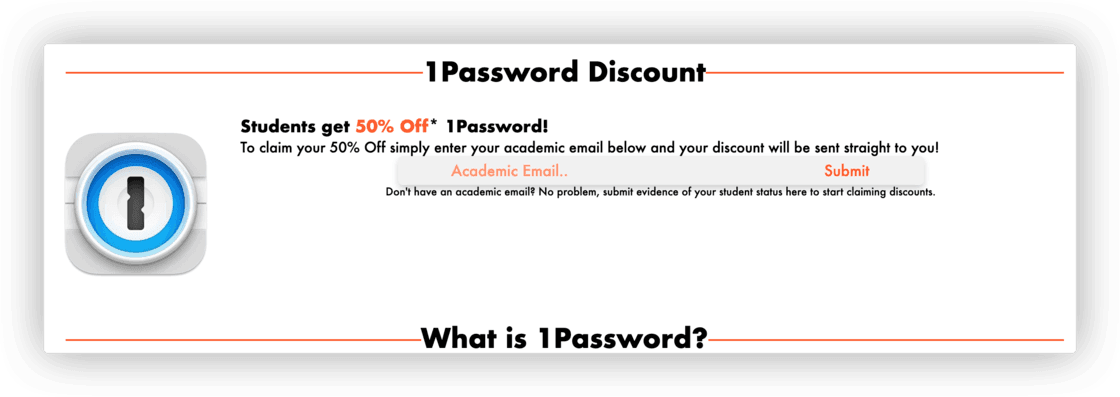 1Password Discount
Students get 50% Off* 1Password!
To claim your 50% Off simply enter your academic email below and your discount will be sent straight to you!
Academic Email.. Submit
Don't have an academic email? No problem, submit evidence of your student status here to start claiming discounts.
What is 1Password?